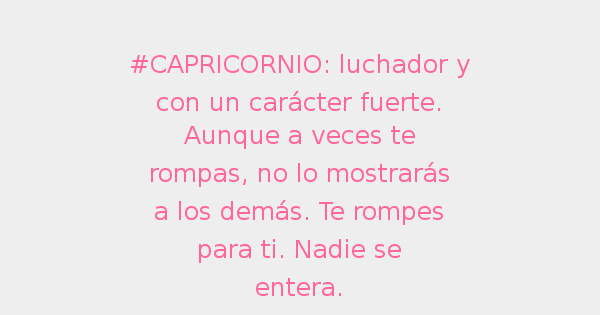 #CAPRICORNIO: luchador y
con un carácter fuerte.
Aunque a veces te
rompas, no lo mostrarás
a los demás. Te rompes
para ti. Nadie se
entera.